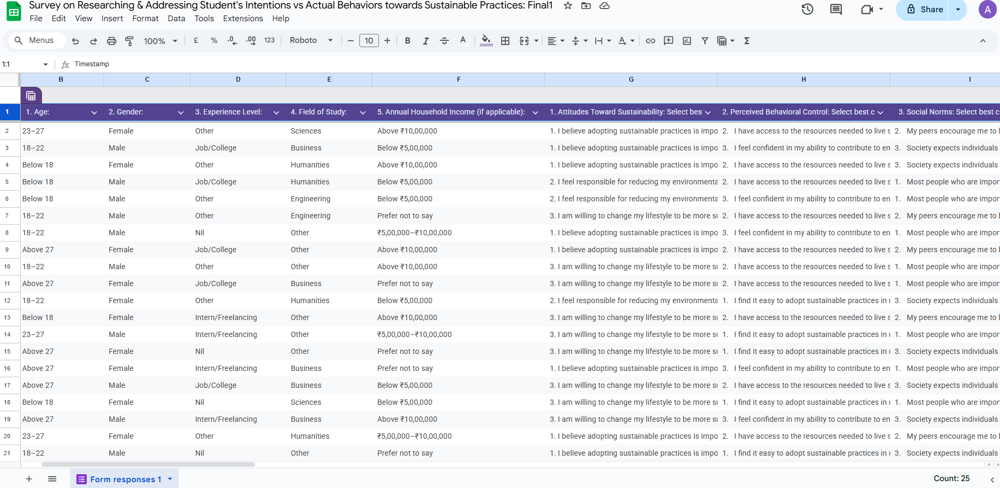 Survey on Researching & Addressing Student's Intentions vs Actual Behaviors towards Sustainable Practices: Final1
File Edit View Insert Format Data Tools Extensions Help
Share
A
Menus 100% £ % .0 .00 123 Roboto 10 B I A A Σ
1:1 fx Timestamp
B C D E F G H I
1 1. Age: 2. Gender: 3. Experience Level: 4. Field of Study: 5. Annual Household Income (if applicable): 1. Attitudes Toward Sustainability: Select bes 2. Perceived Behavioral Control: Select best c 3. Social Norms: Select best c
2 23–27 Female Other Sciences Above ₹10,00,000 1. I believe adopting sustainable practices is impo 2. I have access to the resources needed to live s 2. My peers encourage me to b
3 18–22 Male Job/College Business Below ₹5,00,000 1. I believe adopting sustainable practices is impo 3. I feel confident in my ability to contribute to en 3. Society expects individuals
4 Below 18 Female Other Humanities Above ₹10,00,000 1. I believe adopting sustainable practices is impo 2. I have access to the resources needed to live s 3. Society expects individuals
5 Below 18 Male Job/College Humanities Below ₹5,00,000 2. I feel responsible for reducing my environmenta 2. I have access to the resources needed to live s 1. Most people who are impor
6 Below 18 Male Other Engineering Below ₹5,00,000 2. I feel responsible for reducing my environmenta 3. I feel confident in my ability to contribute to en 1. Most people who are impor
7 18–22 Male Other Engineering Prefer not to say 3. I am willing to change my lifestyle to be more su 2. I have access to the resources needed to live s 2. My peers encourage me to b
8 18–22 Male Nil Other ₹5,00,000–₹10,00,000 1. I believe adopting sustainable practices is impo 3. I feel confident in my ability to contribute to en 1. Most people who are impor
9 Above 27 Female Job/College Other Above ₹10,00,000 1. I believe adopting sustainable practices is impo 2. I have access to the resources needed to live s 2. My peers encourage me to b
10 18–22 Male Other Other Above ₹10,00,000 3. I am willing to change my lifestyle to be more su 2. I have access to the resources needed to live s 1. Most people who are impor
11 Above 27 Female Job/College Business Prefer not to say 3. I am willing to change my lifestyle to be more su 2. I have access to the resources needed to live s 1. Most people who are impor
12 18–22 Female Other Humanities Below ₹5,00,000 2. I feel responsible for reducing my environmenta 1. I find it easy to adopt sustainable practices in r 3. Society expects individuals
13 Below 18 Female Intern/Freelancing Other Above ₹10,00,000 3. I am willing to change my lifestyle to be more su 2. I have access to the resources needed to live s 2. My peers encourage me to b
14 23–27 Male Intern/Freelancing Other ₹5,00,000–₹10,00,000 3. I am willing to change my lifestyle to be more su 1. I find it easy to adopt sustainable practices in r 1. Most people who are impor
15 Above 27 Female Nil Other Prefer not to say 3. I am willing to change my lifestyle to be more su 1. I find it easy to adopt sustainable practices in r 3. Society expects individuals
16 Above 27 Female Intern/Freelancing Business Prefer not to say 1. I believe adopting sustainable practices is impo 3. I feel confident in my ability to contribute to en 1. Most people who are impor
17 Above 27 Male Job/College Business Below ₹5,00,000 3. I am willing to change my lifestyle to be more su 2. I have access to the resources needed to live s 3. Society expects individuals
18 Below 18 Female Nil Sciences Below ₹5,00,000 3. I am willing to change my lifestyle to be more su 1. I find it easy to adopt sustainable practices in r 1. Most people who are impor
19 Above 27 Male Intern/Freelancing Business Above ₹10,00,000 3. I am willing to change my lifestyle to be more su 3. I feel confident in my ability to contribute to en 3. Society expects individuals
20 23–27 Female Other Humanities ₹5,00,000–₹10,00,000 1. I believe adopting sustainable practices is impo 2. I have access to the resources needed to live s 2. My peers encourage me to b
21 18–22 Male Nil Other Prefer not to say 1. I believe adopting sustainable practices is impo 1. I find it easy to adopt sustainable practices in r 3. Society expects individuals
Form responses 1
Count: 25